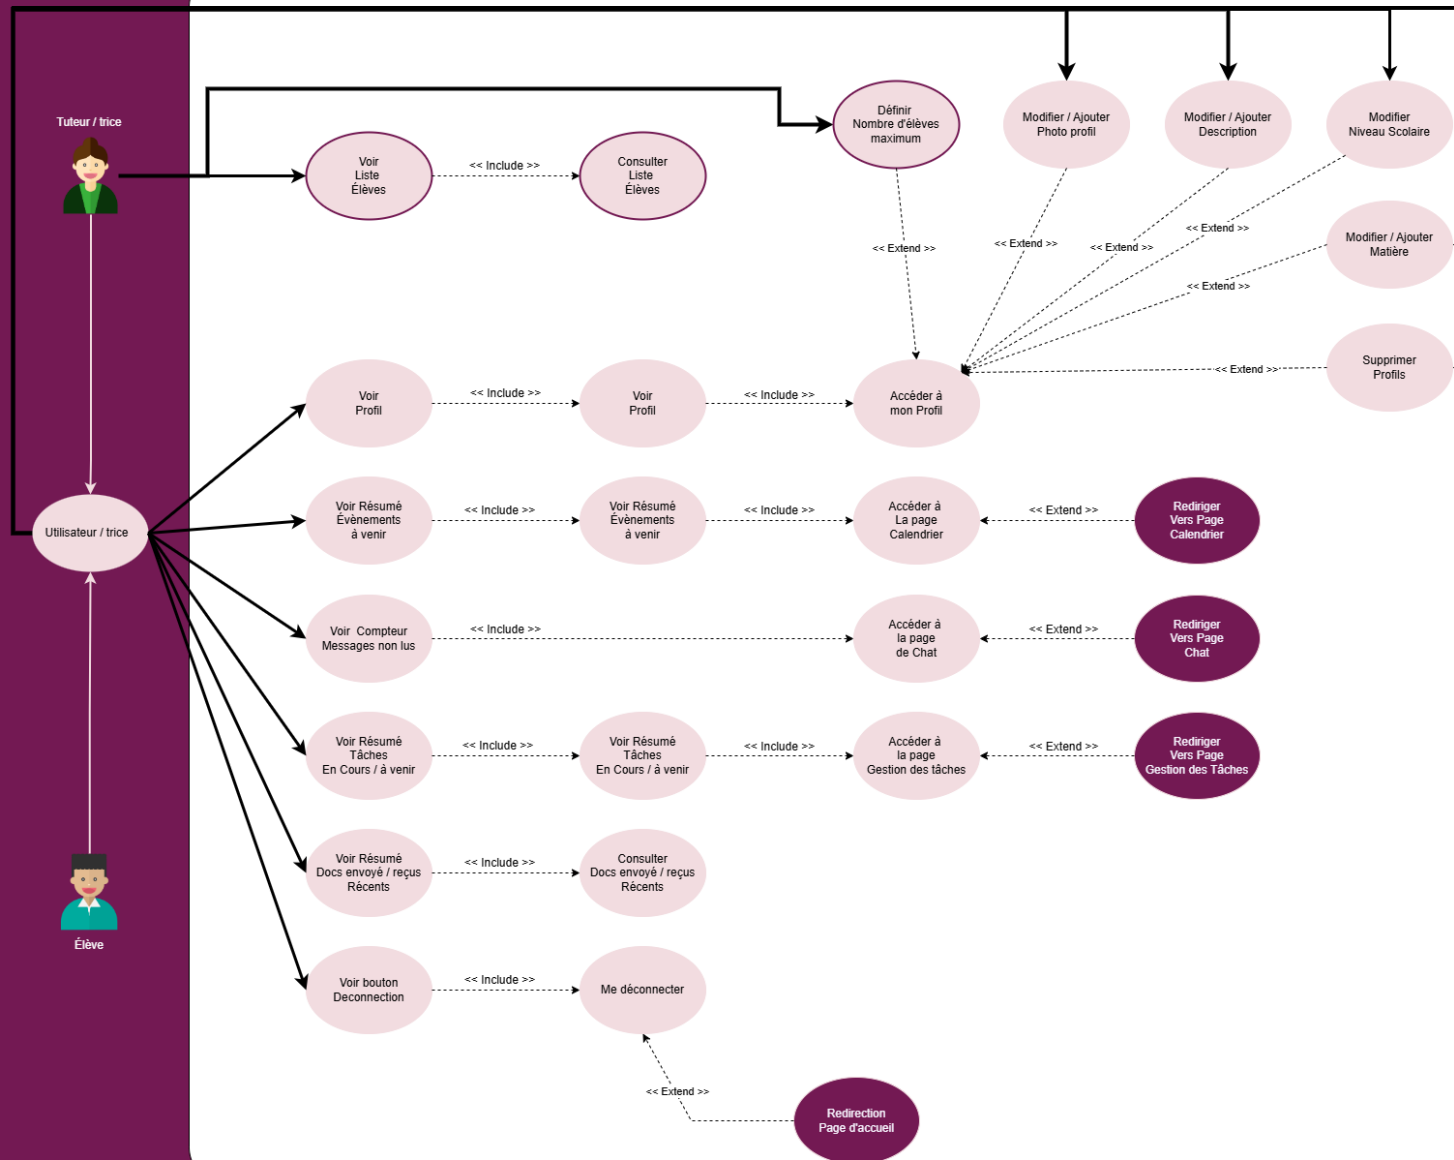 Tuteur / trice
Voir
Liste
Élèves
<< Include >>
Consulter
Liste
Élèves
Définir
Nombre d'élèves
maximum
Modifier / Ajouter
Photo profil
Modifier / Ajouter
Description
Modifier
Niveau Scolaire
<< Extend >>
<< Extend >>
<< Extend >>
<< Extend >>
Modifier / Ajouter
Matière
<< Extend >>
Supprimer
Profils
<< Extend >>
Voir
Profil
<< Include >>
Voir
Profil
<< Include >>
Accéder à
mon Profil
Utilisateur / trice
Voir Résumé
Évènements
à venir
<< Include >>
Voir Résumé
Évènements
à venir
<< Include >>
Accéder à
La page
Calendrier
<< Extend >>
Rediriger
Vers Page
Calendrier
Voir Compteur
Messages non lus
<< Include >>
Accéder à
la page
de Chat
<< Extend >>
Rediriger
Vers Page
Chat
Voir Résumé
Tâches
En Cours / à venir
<< Include >>
Voir Résumé
Tâches
En Cours / à venir
<< Include >>
Accéder à
la page
Gestion des tâches
<< Extend >>
Rediriger
Vers Page
Gestion des Tâches
Voir Résumé
Docs envoyé / reçus
Récents
<< Include >>
Consulter
Docs envoyé / reçus
Récents
Élève
Voir bouton
Deconnection
<< Include >>
Me déconnecter
<< Extend >>
Redirection
Page d'accueil